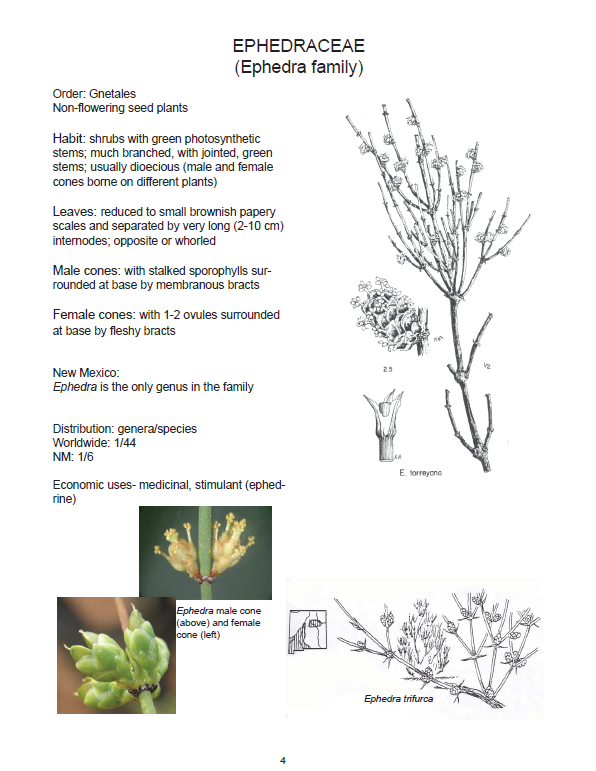 EPHEDRACEAE
(Ephedra family)
Order: Gnetales
Non-flowering seed plants
Habit: shrubs with green photosynthetic
stems; much branched, with jointed, green
stems; usually dioecious (male and female
cones borne on different plants)
Leaves: reduced to small brownish papery
scales and separated by very long (2-10 cm)
internodes; opposite or whorled
Male cones: with stalked sporophylls sur-
rounded at base by membranous bracts
Female cones: with 1-2 ovules surrounded
at base by fleshy bracts
New Mexico:
Ephedra is the only genus in the family
Distribution: genera/species
Worldwide: 1/44
NM: 1/6
Economic uses- medicinal, stimulant (ephed-
rine)
2.5
1/2
E. torreyana
Ephedra male cone
(above) and female
cone (left)
Ephedra trifurca
4